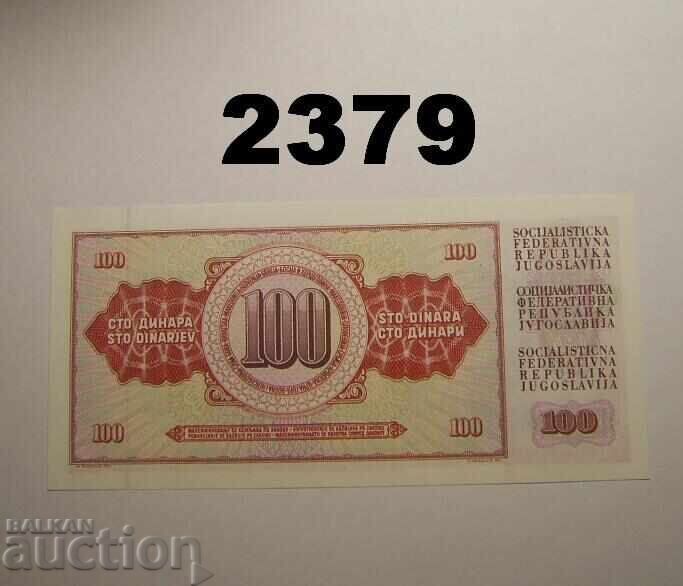 2379
100
100
SOCIJALISTICKA
FEDERATIVNA
REPUBLIKA
JUGOSLAVIJA
СОЦИЈАЛИСТИЧКА
ФЕДЕРАТИВНА
РЕПУБЛИКА
ЈУГОСЛАВИЈА
SOCIALISTICNA
FEDERATIVNA
REPUBLIKA
JUGOSLAVIJA
СТО ДИНАРА
STO DINARJEV
100
STO DINARA
СТО ДИНАРИ
100
100
100
BALKAN
auction